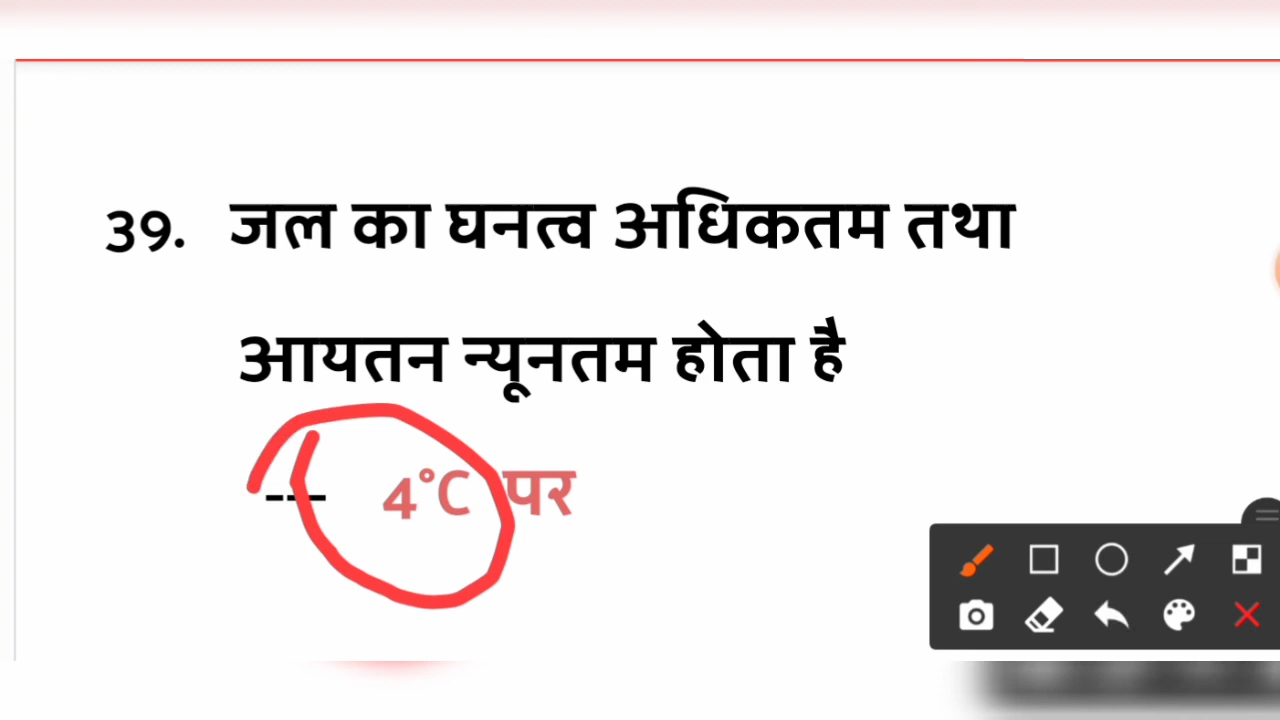 39. जल का घनत्व अधिकतम तथा
आयतन न्यूनतम होता है
--- 4°C पर